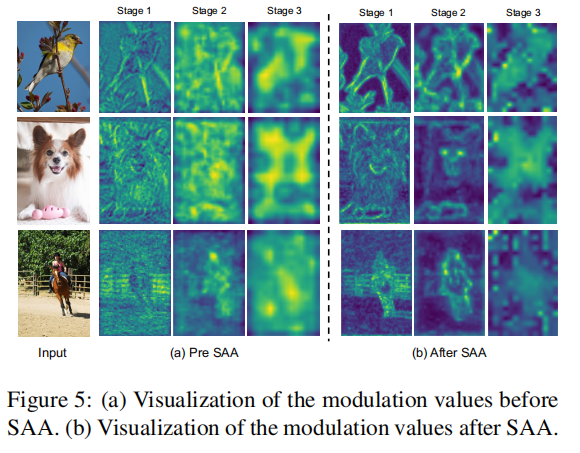 Stage 1 Stage 2 Stage 3 Stage 1 Stage 2 Stage 3
Input (a) Pre SAA (b) After SAA
Figure 5: (a) Visualization of the modulation values before
SAA. (b) Visualization of the modulation values after SAA.